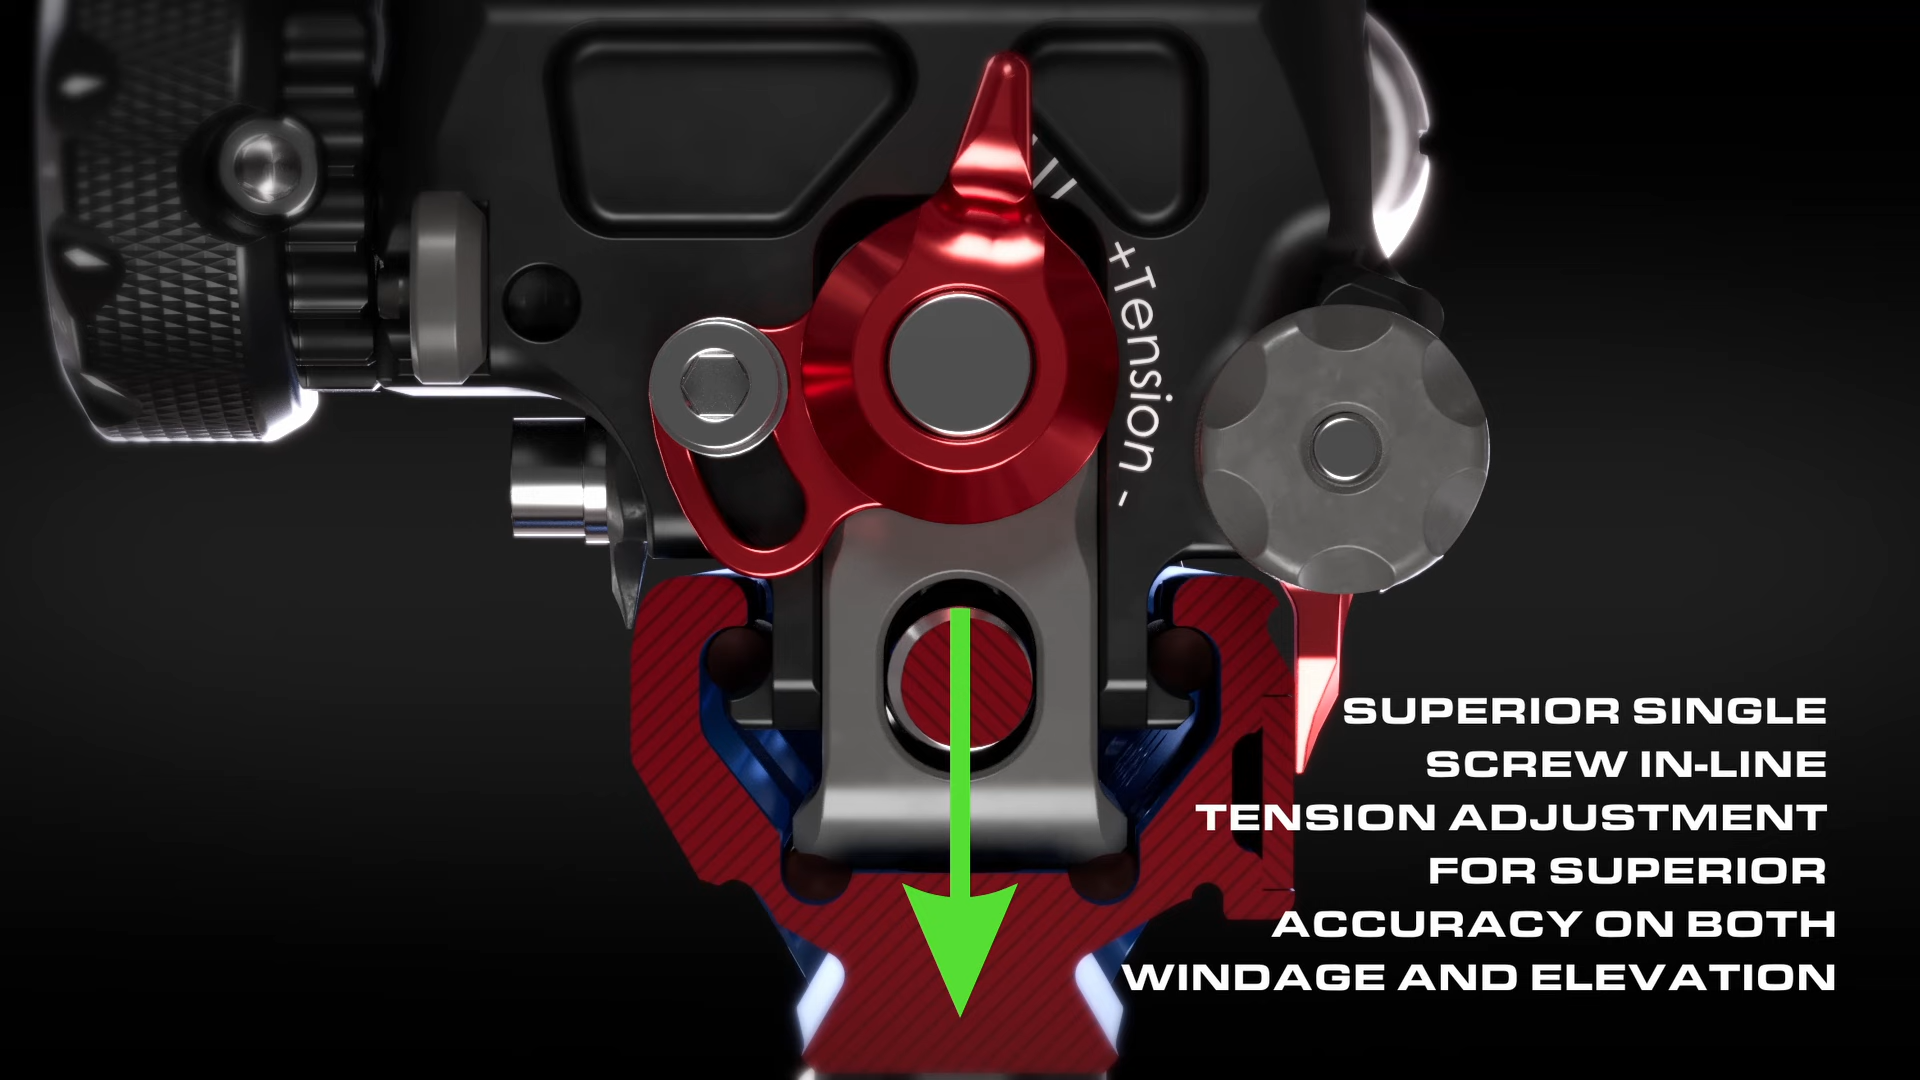 +Tension -
SUPERIOR SINGLE
SCREW IN-LINE
TENSION ADJUSTMENT
FOR SUPERIOR
ACCURACY ON BOTH
WINDAGE AND ELEVATION